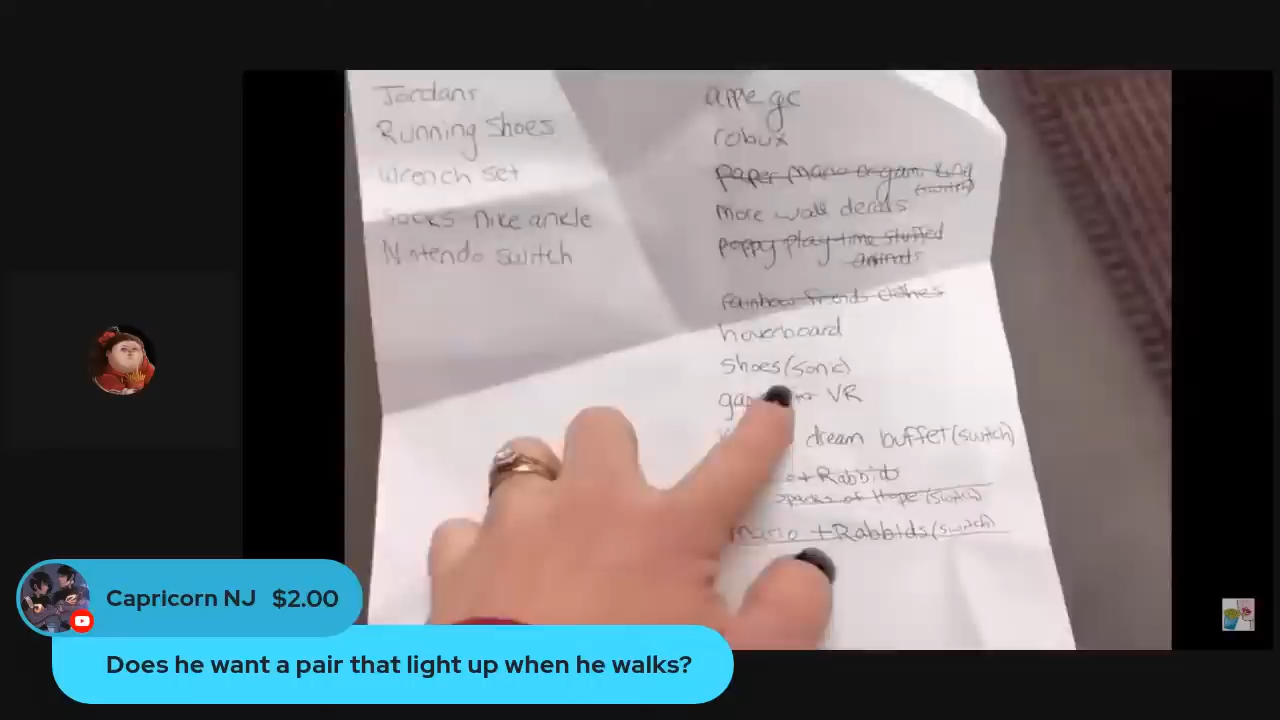 Jordans
Running Shoes
Wrench set
Socks nike ankle
Nintendo switch
apple gc
robux
paper mario origami king
(switch)
more wall decals
poppy play time stuffed
animals
rainbow friends clothes
hoverboard
shoes (sonic)
VR
dream buffet (switch)
+ Rabbids
sparks of Hope (switch)
Mario + Rabbids (switch)
Capricorn NJ $2.00
Does he want a pair that light up when he walks?